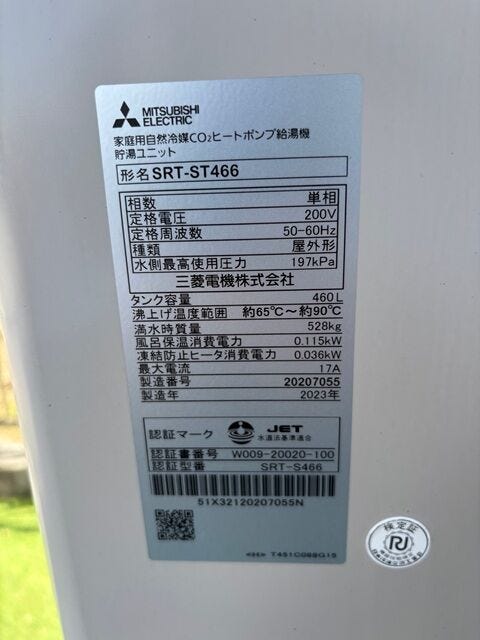 MITSUBISHI
ELECTRIC
家庭用自然冷媒CO₂ヒートポンプ給湯機
貯湯ユニット
形名 SRT-ST466
相数 単相
定格電圧 200V
定格周波数 50-60Hz
種類 屋外形
水側最高使用圧力 197kPa
三菱電機株式会社
タンク容量 460L
沸上げ温度範囲 約65℃~約90℃
満水時質量 528kg
風呂保温消費電力 0.115kW
凍結防止ヒータ消費電力 0.036kW
最大電流 17A
製造番号 20207055
製造年 2023年
認証マーク JET
水道法基準適合
認証書番号 W009-20020-100
認証型番 SRT-S466
51X32120207055N
T451C088G15
検定証